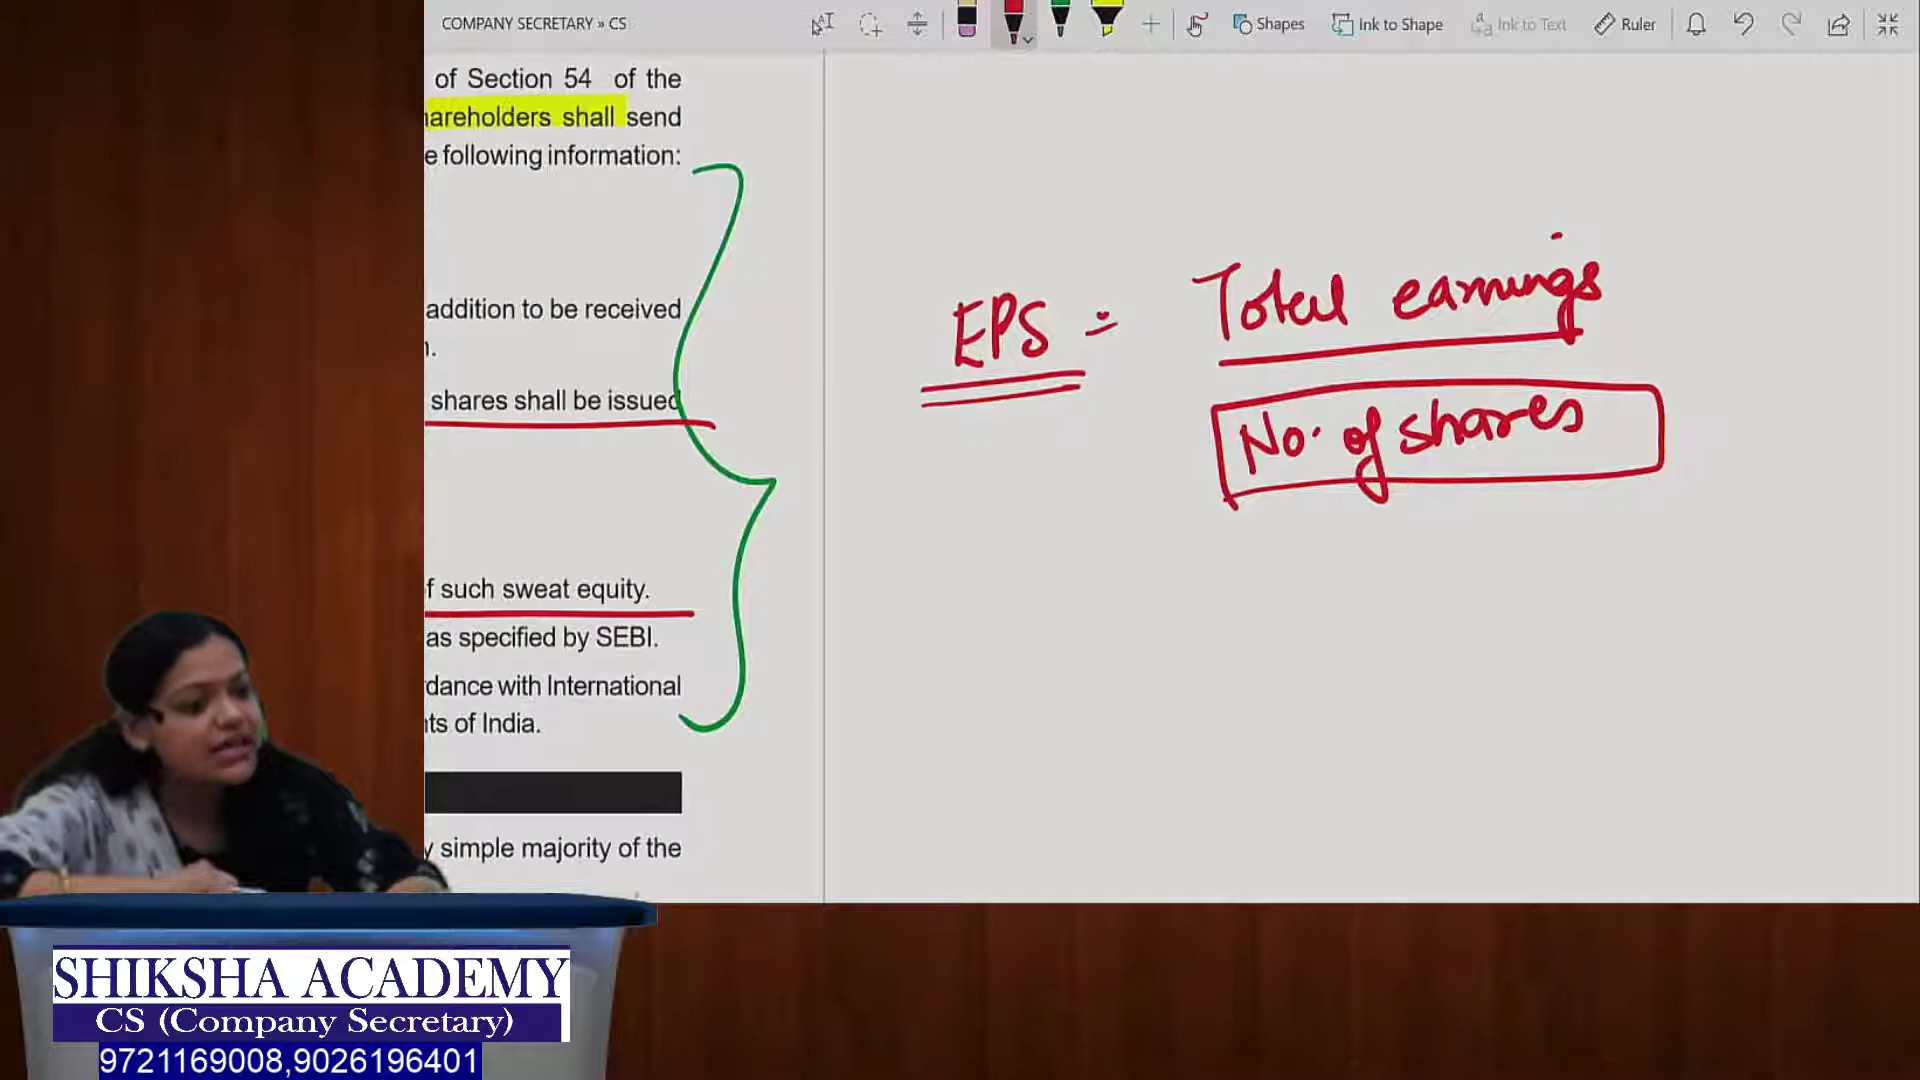 COMPANY SECRETARY » CS
Shapes
Ink to Shape
Ink to Text
Ruler
of Section 54 of the
areholders shall send
following information:
addition to be received
shares shall be issued
such sweat equity.
as specified by SEBI.
dance with International
of India.
simple majority of the
EPS = Total earnings
No. of shares
SHIKSHA ACADEMY
CS (Company Secretary)
9721169008,9026196401